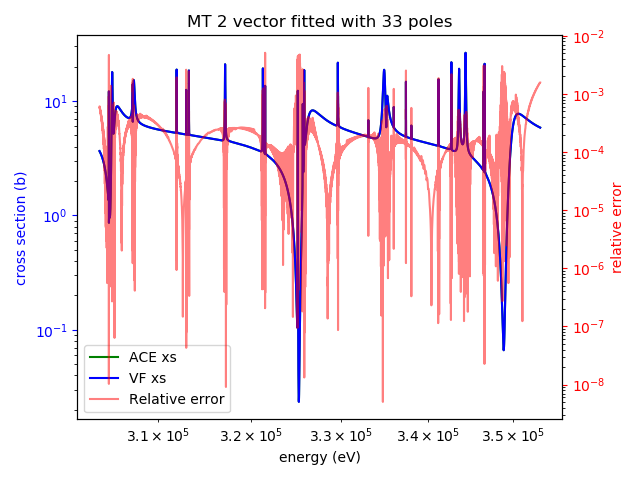 MT 2 vector fitted with 33 poles
cross section (b)
10¹
10⁰
10⁻¹
10⁻²
10⁻³
10⁻⁴
10⁻⁵
10⁻⁶
10⁻⁷
10⁻⁸
relative error
ACE xs
VF xs
Relative error
3.1 × 10⁵ 3.2 × 10⁵ 3.3 × 10⁵ 3.4 × 10⁵ 3.5 × 10⁵
energy (eV)